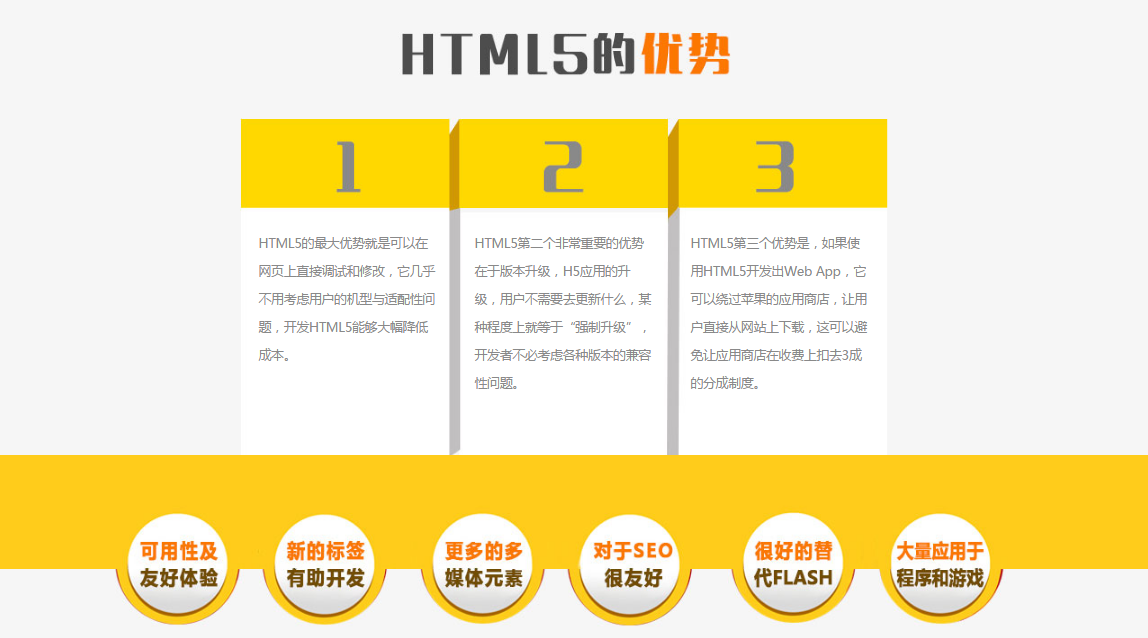 HTML5的优势
1
2
3
HTML5的最大优势就是可以在
网页上直接调试和修改，它几乎
不用考虑用户的机型与适配性问
题，开发HTML5能够大幅降低
成本。
HTML5第二个非常重要的优势
在于版本升级，H5应用的升
级，用户不需要去更新什么，某
种程度上就等于“强制升级”，
开发者不必考虑各种版本的兼容
性问题。
HTML5第三个优势是，如果使
用HTML5开发出Web App，它
可以绕过苹果的应用商店，让用
户直接从网站上下载，这可以避
免让应用商店在收费上扣去3成
的分成制度。
可用性及
友好体验
新的标签
有助开发
更多的多
媒体元素
对于SEO
很友好
很好的替
代FLASH
大量应用于
程序和游戏